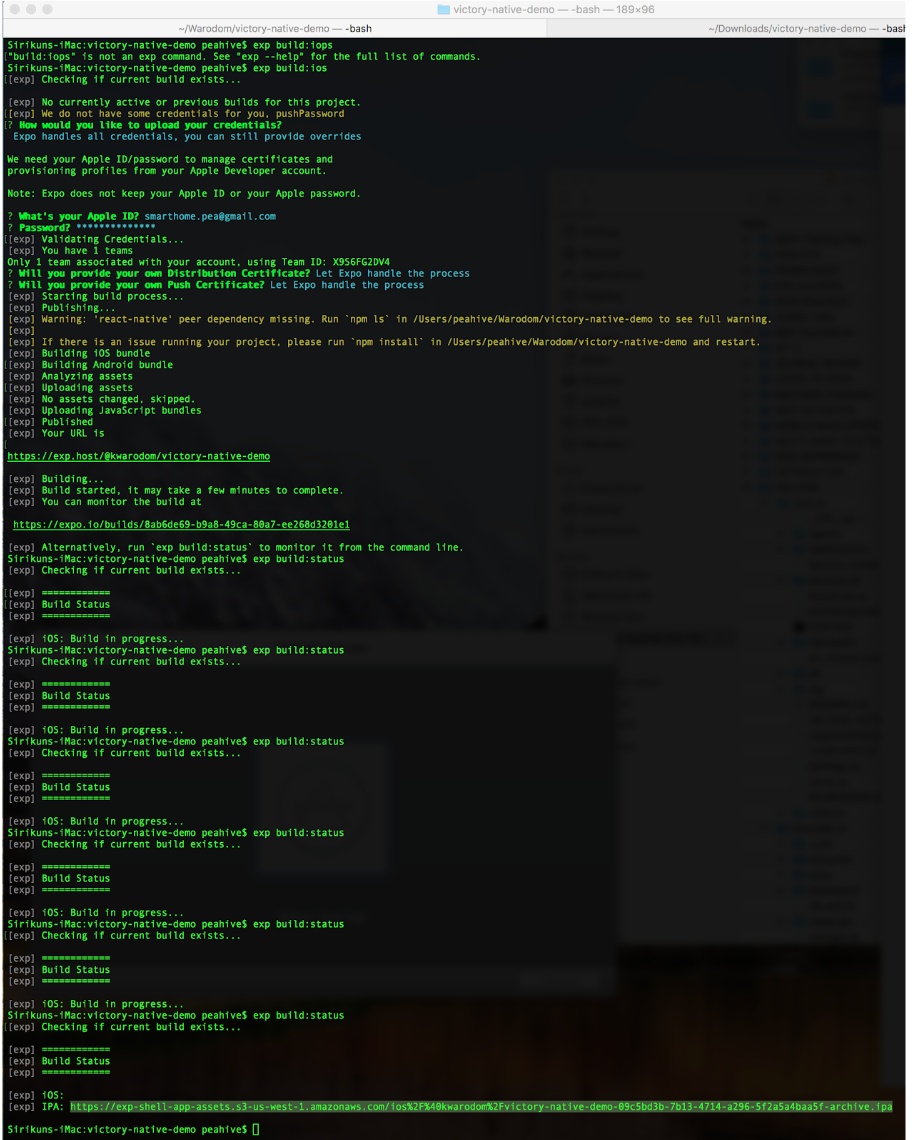 victory-native-demo — -bash — 189×96
~/Warodom/victory-native-demo — -bash
~/Downloads/victory-native-demo — -bash
Sirikuns-iMac:victory-native-demo peahive$ exp build:iops
["build:iops" is not an exp command. See "exp --help" for the full list of commands.
Sirikuns-iMac:victory-native-demo peahive$ exp build:ios
[[exp] Checking if current build exists...
[exp] No currently active or previous builds for this project.
[[exp] We do not have some credentials for you, pushPassword
[? How would you like to upload your credentials?
Expo handles all credentials, you can still provide overrides
We need your Apple ID/password to manage certificates and
provisioning profiles from your Apple Developer account.
Note: Expo does not keep your Apple ID or your Apple password.
? What's your Apple ID? smarthome.pea@gmail.com
? Password? **************
[[exp] Validating Credentials...
[exp] You have 1 teams
Only 1 team associated with your account, using Team ID: X9S6FG2DV4
? Will you provide your own Distribution Certificate? Let Expo handle the process
? Will you provide your own Push Certificate? Let Expo handle the process
[exp] Starting build process...
[exp] Publishing...
[exp] Warning: 'react-native' peer dependency missing. Run `npm ls` in /Users/peahive/Warodom/victory-native-demo to see full warning.
[exp]
[exp] If there is an issue running your project, please run `npm install` in /Users/peahive/Warodom/victory-native-demo and restart.
[exp] Building iOS bundle
[[exp] Building Android bundle
[exp] Analyzing assets
[[exp] Uploading assets
[exp] No assets changed, skipped.
[exp] Uploading JavaScript bundles
[[exp] Published
[exp] Your URL is
[
https://exp.host/@kwarodom/victory-native-demo
[exp] Building...
[exp] Build started, it may take a few minutes to complete.
[exp] You can monitor the build at
https://expo.io/builds/8ab6de69-b9a8-49ca-80a7-ee268d3201e1
[exp] Alternatively, run `exp build:status` to monitor it from the command line.
Sirikuns-iMac:victory-native-demo peahive$ exp build:status
[exp] Checking if current build exists...
[[exp] ============
[[exp] Build Status
[exp] ============
[exp] iOS: Build in progress...
Sirikuns-iMac:victory-native-demo peahive$ exp build:status
[exp] Checking if current build exists...
[exp] ============
[exp] Build Status
[exp] ============
[exp] iOS: Build in progress...
Sirikuns-iMac:victory-native-demo peahive$ exp build:status
[exp] Checking if current build exists...
[exp] ============
[exp] Build Status
[exp] ============
[exp] iOS: Build in progress...
Sirikuns-iMac:victory-native-demo peahive$ exp build:status
[exp] Checking if current build exists...
[exp] ============
[exp] Build Status
[exp] ============
[exp] iOS: Build in progress...
Sirikuns-iMac:victory-native-demo peahive$ exp build:status
[[exp] Checking if current build exists...
[exp] ============
[exp] Build Status
[exp] ============
[exp] iOS: Build in progress...
Sirikuns-iMac:victory-native-demo peahive$ exp build:status
[[exp] Checking if current build exists...
[exp] ============
[exp] Build Status
[exp] ============
[exp] iOS:
[exp] IPA: https://exp-shell-app-assets.s3-us-west-1.amazonaws.com/ios%2F%40kwarodom%2Fvictory-native-demo-09c5bd3b-7b13-4714-a296-5f2a5a4baa5f-archive.ipa
Sirikuns-iMac:victory-native-demo peahive$